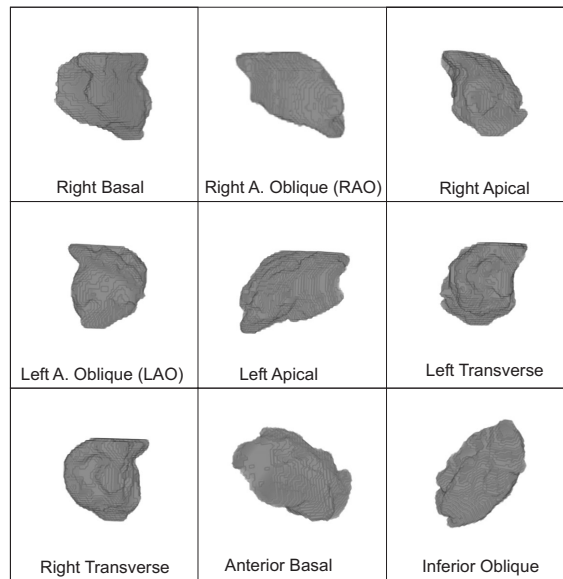 Right Basal
Right A. Oblique (RAO)
Right Apical
Left A. Oblique (LAO)
Left Apical
Left Transverse
Right Transverse
Anterior Basal
Inferior Oblique